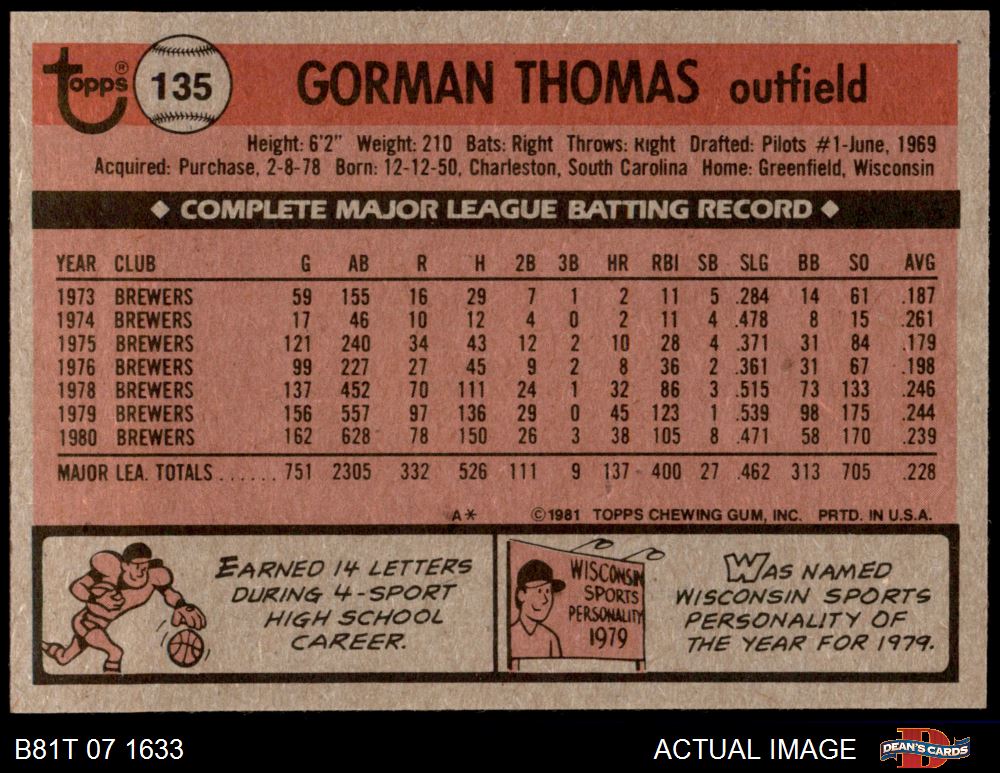 topps® 135 GORMAN THOMAS outfield
Height: 6'2" Weight: 210 Bats: Right Throws: Right Drafted: Pilots #1-June, 1969
Acquired: Purchase, 2-8-78 Born: 12-12-50, Charleston, South Carolina Home: Greenfield, Wisconsin
◆ COMPLETE MAJOR LEAGUE BATTING RECORD ◆
YEAR CLUB G AB R H 2B 3B HR RBI SB SLG BB SO AVG
1973 BREWERS 59 155 16 29 7 1 2 11 5 .284 14 61 .187
1974 BREWERS 17 46 10 12 4 0 2 11 4 .478 8 15 .261
1975 BREWERS 121 240 34 43 12 2 10 28 4 .371 31 84 .179
1976 BREWERS 99 227 27 45 9 2 8 36 2 .361 31 67 .198
1978 BREWERS 137 452 70 111 24 1 32 86 3 .515 73 133 .246
1979 BREWERS 156 557 97 136 29 0 45 123 1 .539 98 175 .244
1980 BREWERS 162 628 78 150 26 3 38 105 8 .471 58 170 .239
MAJOR LEA. TOTALS ...... 751 2305 332 526 111 9 137 400 27 .462 313 705 .228
A* ©1981 TOPPS CHEWING GUM, INC. PRTD. IN U.S.A.
EARNED 14 LETTERS
DURING 4-SPORT
HIGH SCHOOL
CAREER.
WISCONSIN
SPORTS
PERSONALITY
1979
WAS NAMED
WISCONSIN SPORTS
PERSONALITY OF
THE YEAR FOR 1979.
B81T 07 1633 ACTUAL IMAGE DEAN'S CARDS